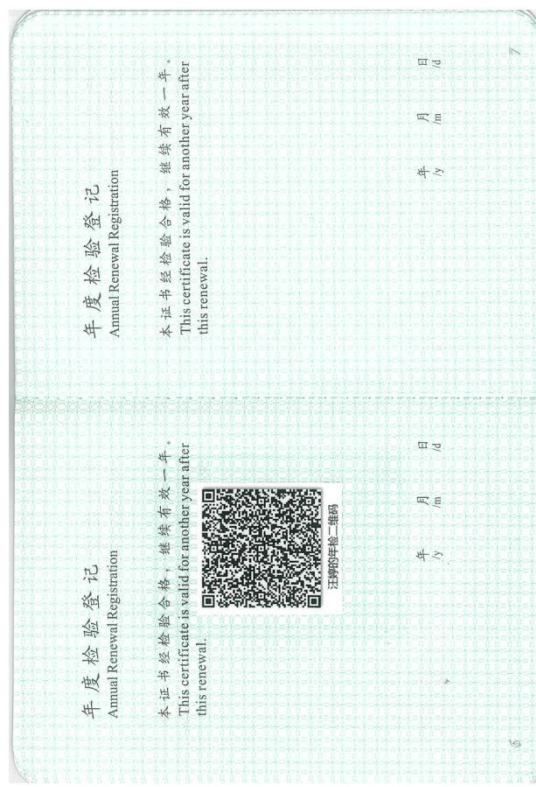 年度检验登记
Annual Renewal Registration
本证书经检验合格，继续有效一年。
This certificate is valid for another year after
this renewal.
汪婷的年检二维码
年 月 日
/y /m /d
6
年度检验登记
Annual Renewal Registration
本证书经检验合格，继续有效一年。
This certificate is valid for another year after
this renewal.
年 月 日
/y /m /d
7